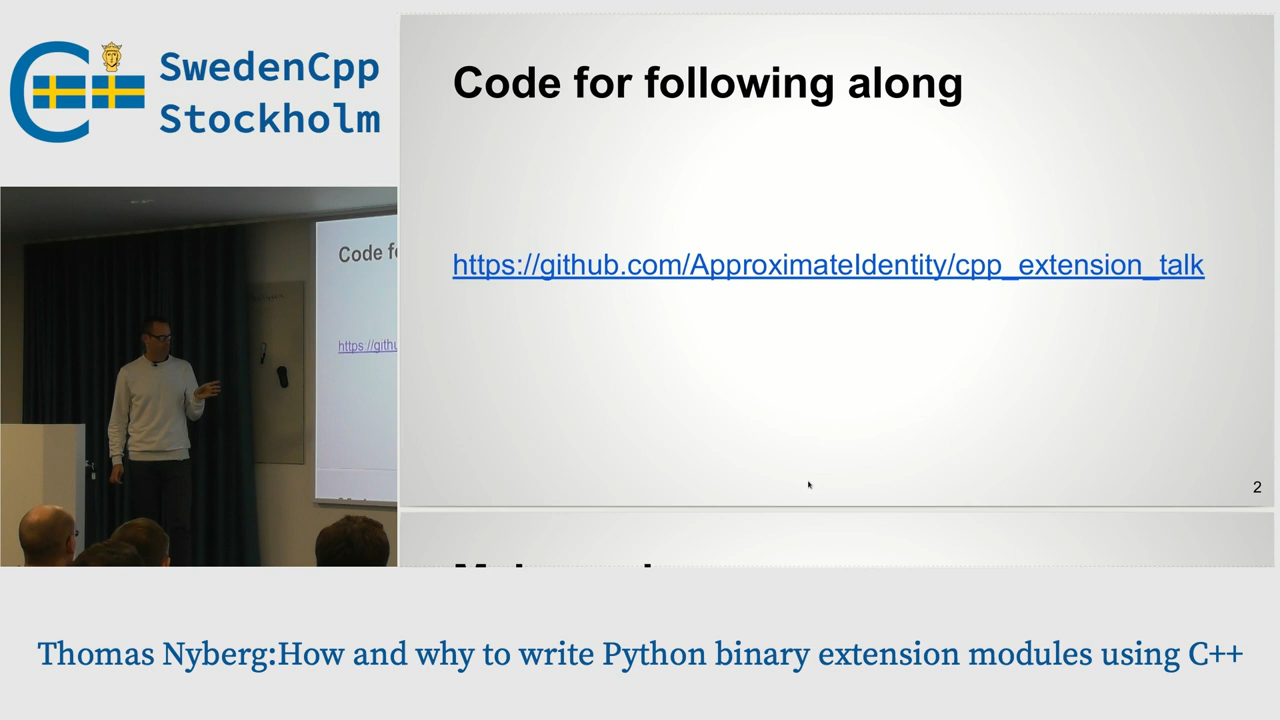 SwedenCpp
Stockholm
Code for following along
https://github.com/ApproximateIdentity/cpp_extension_talk
2
Code f
https://githu
Thomas Nyberg:How and why to write Python binary extension modules using C++